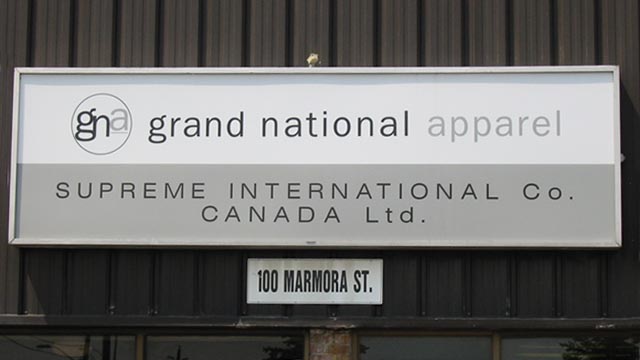 gna grand national apparel
SUPREME INTERNATIONAL Co.
CANADA Ltd.
100 MARMORA ST.